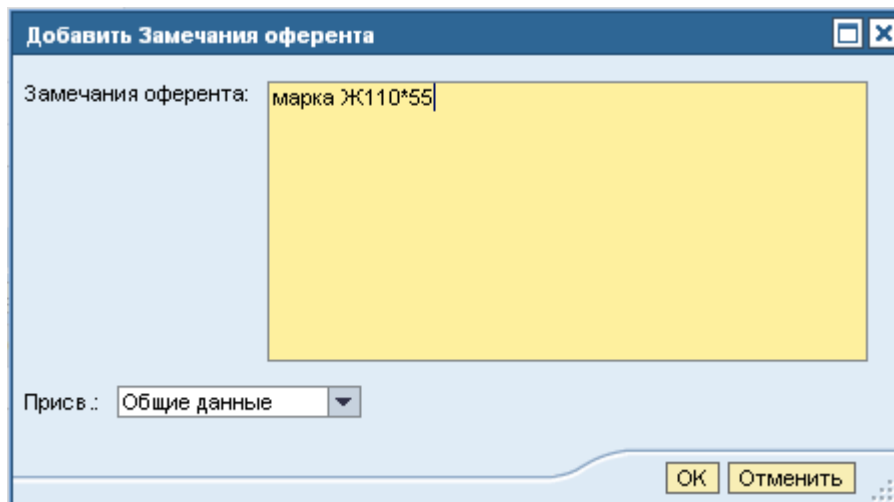 Добавить Замечания оферента
Замечания оферента: марка Ж110*55
Присв.: Общие данные
OK Отменить